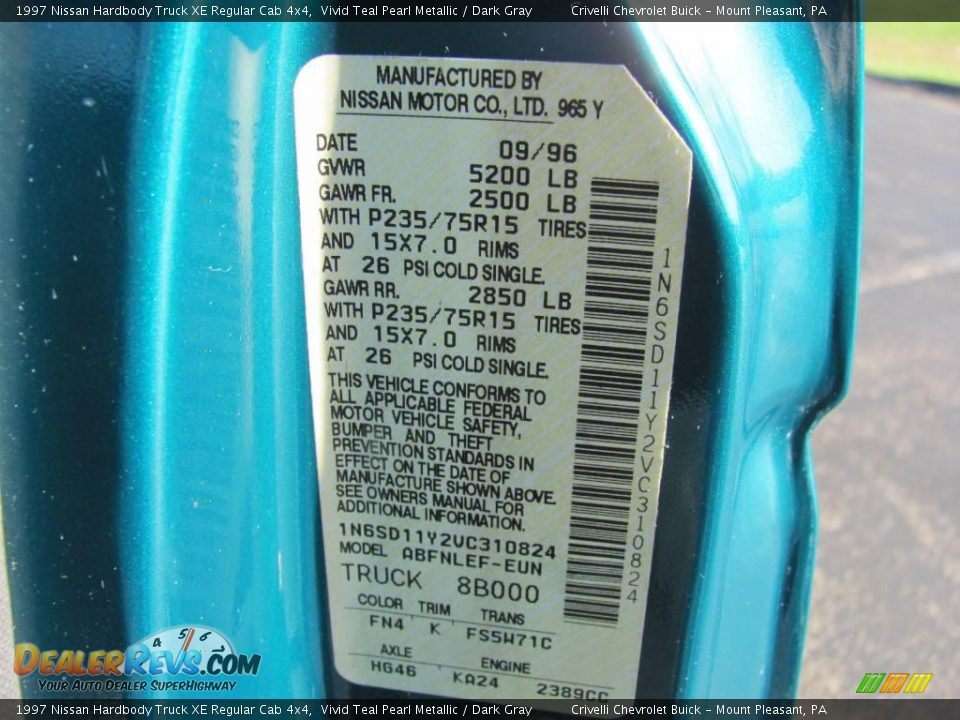 1997 Nissan Hardbody Truck XE Regular Cab 4x4, Vivid Teal Pearl Metallic / Dark Gray Crivelli Chevrolet Buick - Mount Pleasant, PA
MANUFACTURED BY
NISSAN MOTOR CO., LTD. 965 Y
DATE 09/96
GVWR 5200 LB
GAWR FR. 2500 LB
WITH P235/75R15 TIRES
AND 15X7.0 RIMS
AT 26 PSI COLD SINGLE.
GAWR RR. 2850 LB
WITH P235/75R15 TIRES
AND 15X7.0 RIMS
AT 26 PSI COLD SINGLE.
THIS VEHICLE CONFORMS TO
ALL APPLICABLE FEDERAL
MOTOR VEHICLE SAFETY,
BUMPER AND THEFT
PREVENTION STANDARDS IN
EFFECT ON THE DATE OF
MANUFACTURE SHOWN ABOVE.
SEE OWNERS MANUAL FOR
ADDITIONAL INFORMATION.
1N6SD11Y2VC310824
MODEL ABFNLEF-EUN
TRUCK 8B000
COLOR TRIM TRANS
FN4 K FS5W71C
AXLE ENGINE
HG46 KA24 2389CC
1N6SD11Y2VC310824
4 5 6
DEALERREVS.COM
YOUR AUTO DEALER SUPERHIGHWAY
1997 Nissan Hardbody Truck XE Regular Cab 4x4, Vivid Teal Pearl Metallic / Dark Gray Crivelli Chevrolet Buick - Mount Pleasant, PA